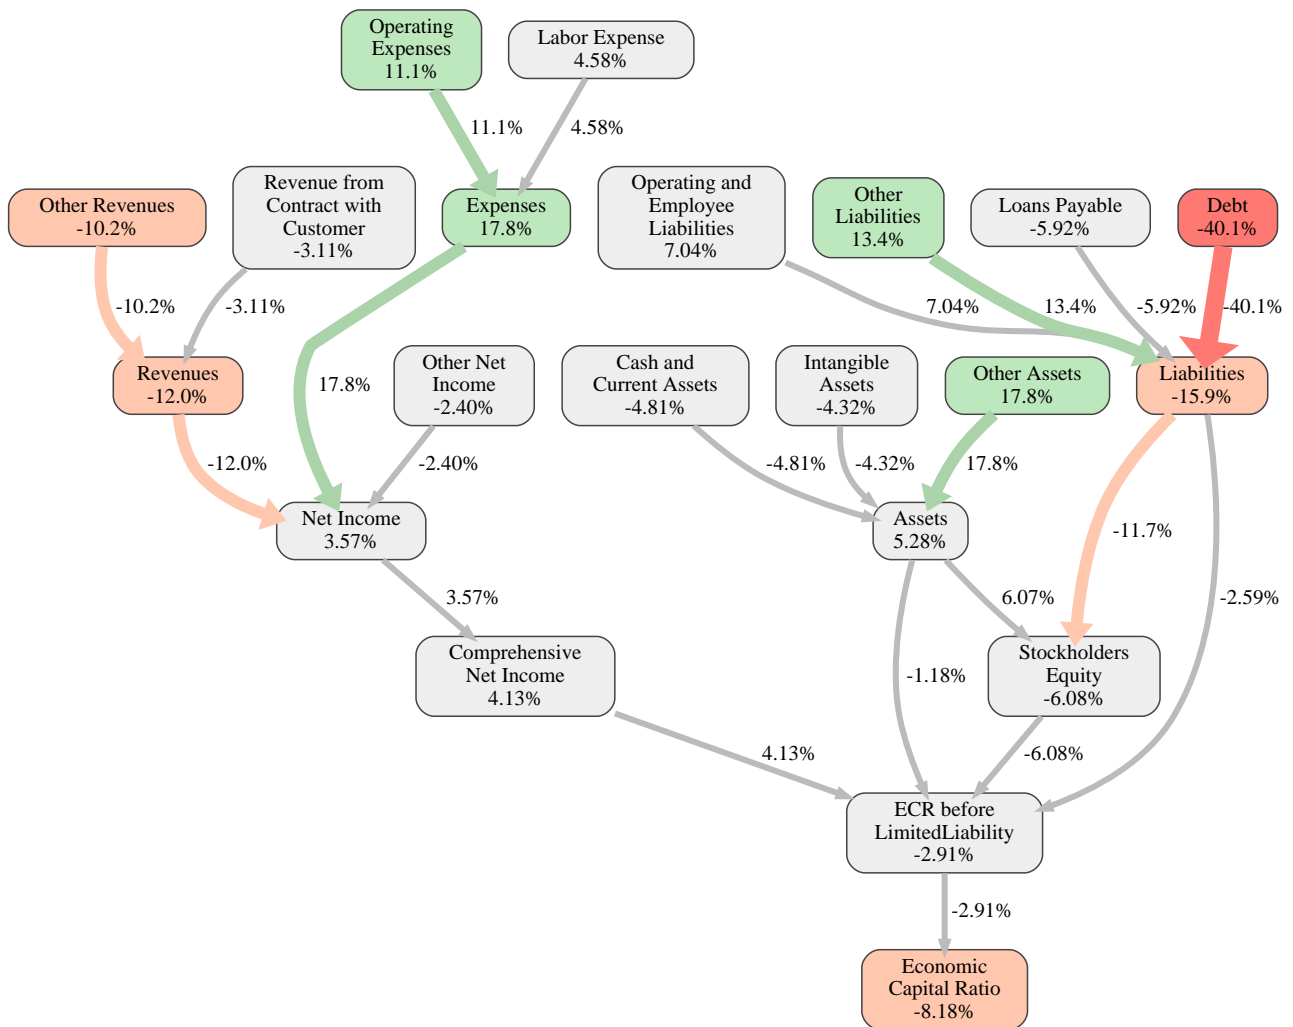 Operating
Expenses
11.1%
Labor Expense
4.58%
11.1%
4.58%
Other Revenues
-10.2%
Revenue from
Contract with
Customer
-3.11%
Expenses
17.8%
Operating and
Employee
Liabilities
7.04%
Other
Liabilities
13.4%
Loans Payable
-5.92%
Debt
-40.1%
-10.2%
-3.11%
7.04%
13.4%
-5.92%
-40.1%
Revenues
-12.0%
17.8%
Other Net
Income
-2.40%
Cash and
Current Assets
-4.81%
Intangible
Assets
-4.32%
Other Assets
17.8%
Liabilities
-15.9%
-12.0%
-2.40%
-4.81%
-4.32%
17.8%
Net Income
3.57%
Assets
5.28%
-11.7%
3.57%
6.07%
-2.59%
Comprehensive
Net Income
4.13%
-1.18%
Stockholders
Equity
-6.08%
4.13%
-6.08%
ECR before
LimitedLiability
-2.91%
-2.91%
Economic
Capital Ratio
-8.18%